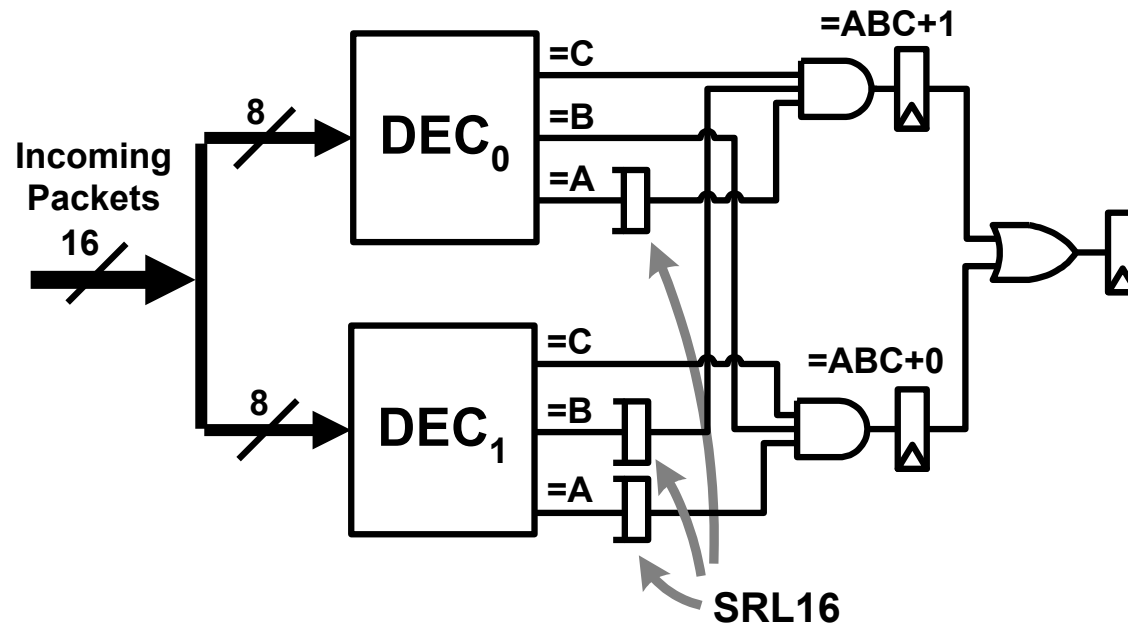 =ABC+1
=C
8
=B
DEC0
Incoming
Packets
=A
16
=C
=ABC+0
8
=B
DEC1
=A
SRL16